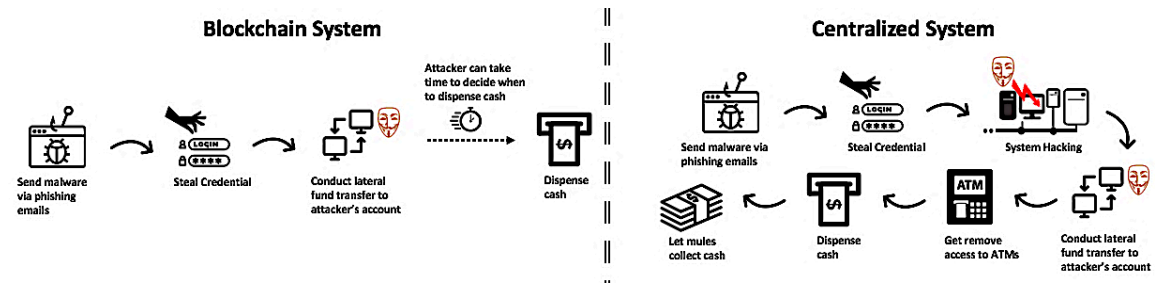 Blockchain System
Attacker can take
time to decide when
to dispense cash
LOGIN
****
$
Send malware
via phishing
emails
Steal Credential
Conduct lateral
fund transfer to
attacker's account
Dispense
cash
Centralized System
LOGIN
****
Send malware via
phishing emails
Steal Credential
System Hacking
ATM
$
Let mules
collect cash
Dispense
cash
Get remove
access to ATMs
Conduct lateral
fund transfer to
attacker's account